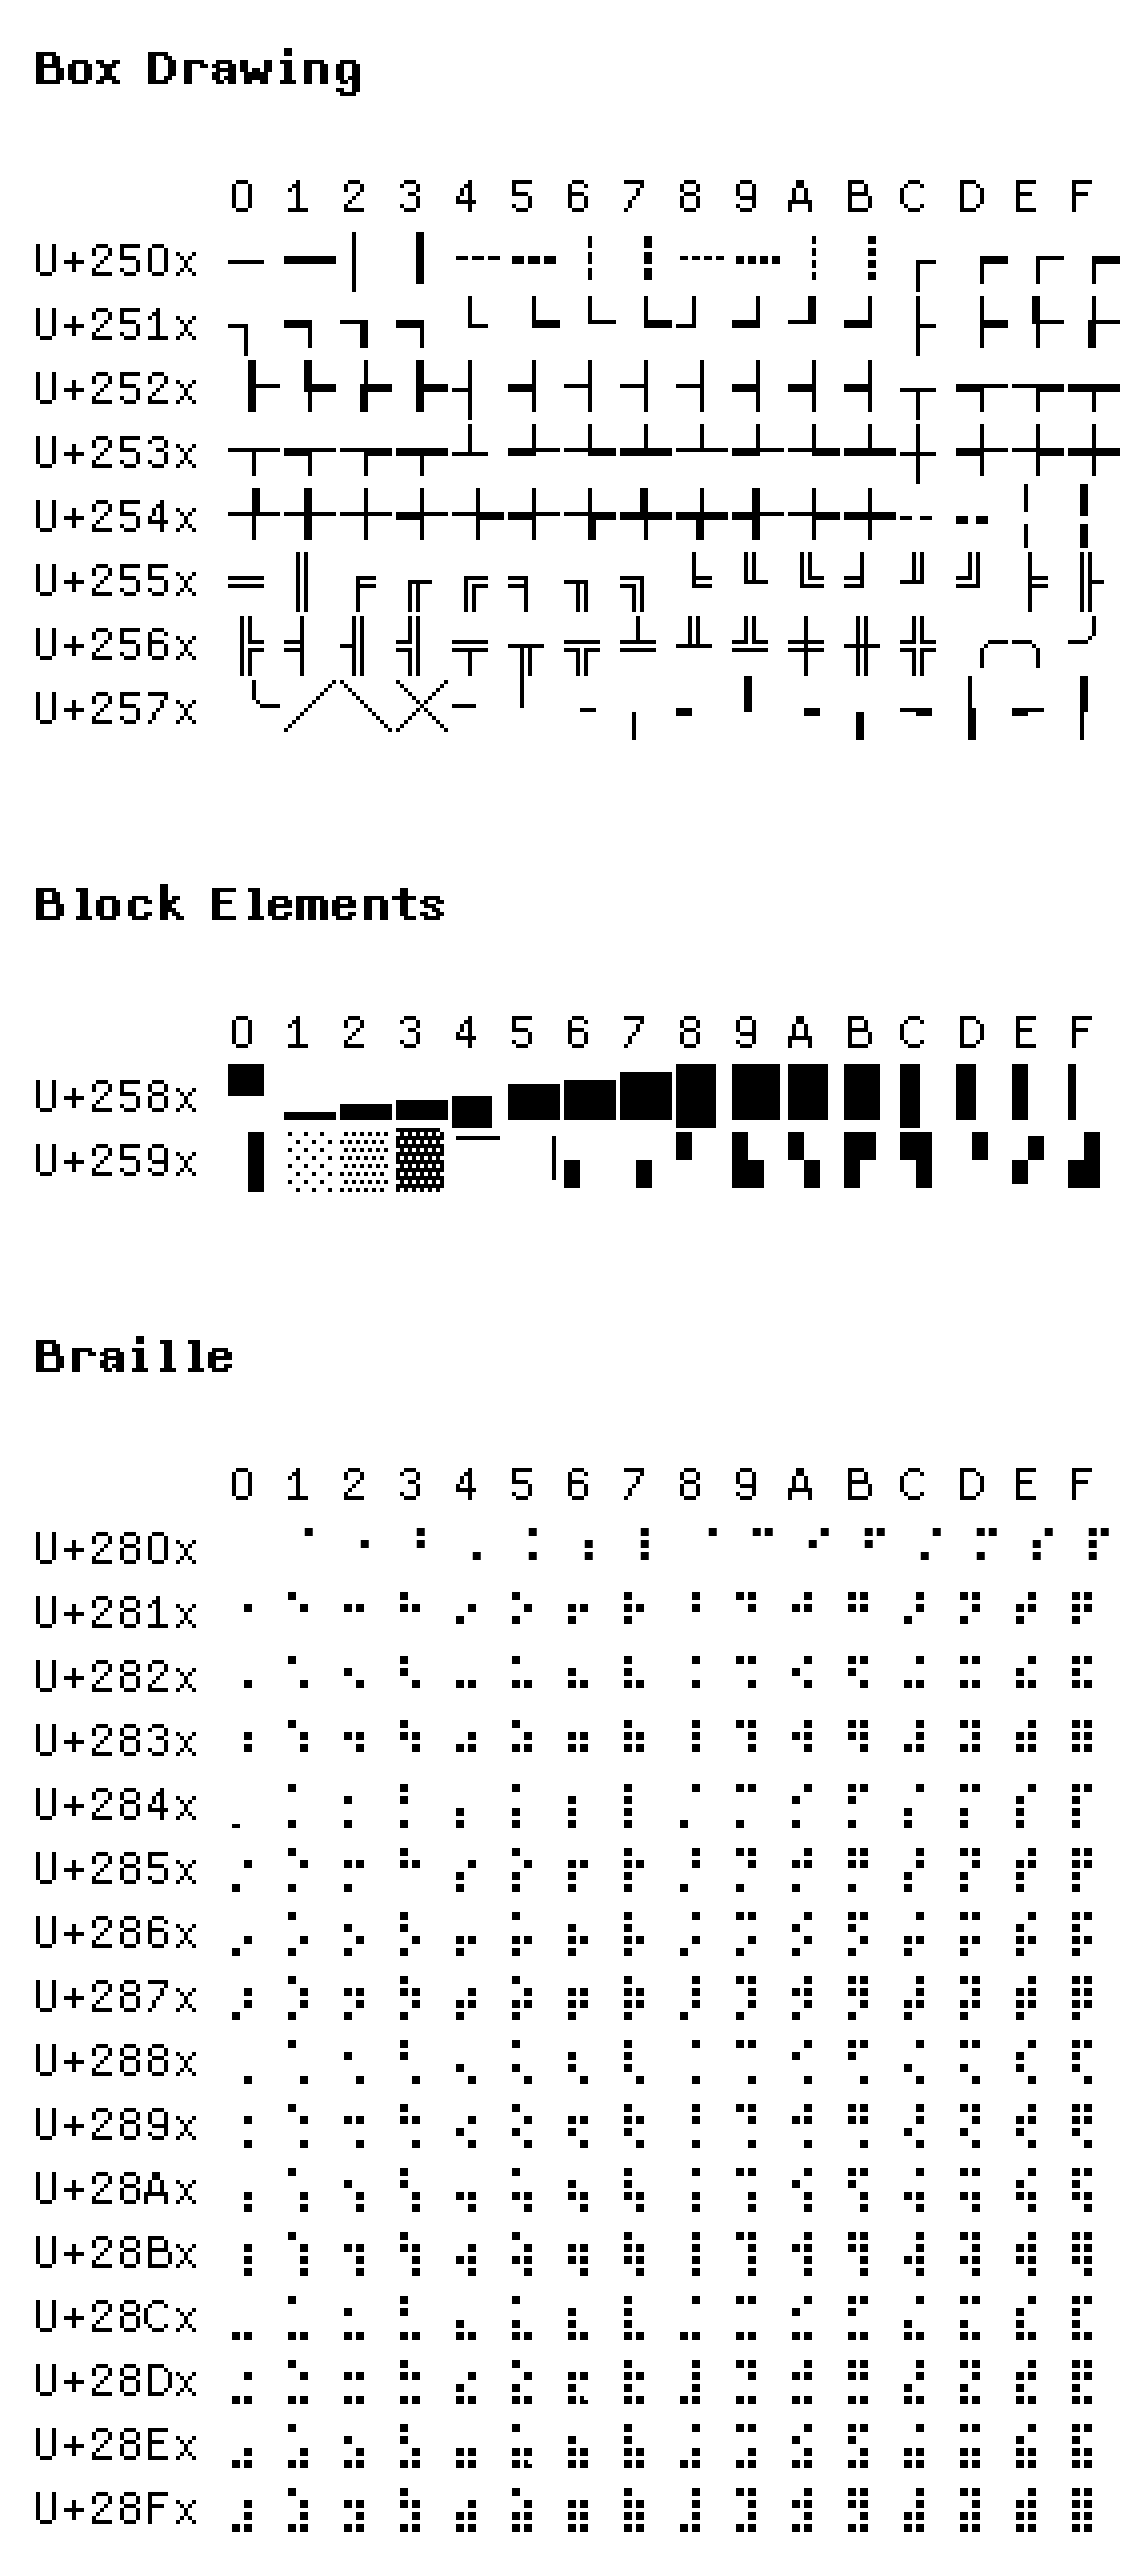 Box Drawing
0 1 2 3 4 5 6 7 8 9 A B C D E F
U+250x ─ ━ │ ┃ ┄ ┅ ┆ ┇ ┈ ┉ ┊ ┋ ┌ ┍ ┎ ┏
U+251x ┐ ┑ ┒ ┓ └ ┕ ┖ ┗ ┘ ┙ ┚ ┛ ├ ┝ ┞ ┟
U+252x ┠ ┡ ┢ ┣ ┤ ┥ ┦ ┧ ┨ ┩ ┪ ┫ ┬ ┭ ┮ ┯
U+253x ┰ ┱ ┲ ┳ ┴ ┵ ┶ ┷ ┸ ┹ ┺ ┻ ┼ ┽ ┾ ┿
U+254x ╀ ╁ ╂ ╃ ╄ ╅ ╆ ╇ ╈ ╉ ╊ ╋ ╌ ╍ ╎ ╏
U+255x ═ ║ ╒ ╓ ╔ ╕ ╖ ╗ ╘ ╙ ╚ ╛ ╜ ╝ ╞ ╟
U+256x ╠ ╡ ╢ ╣ ╤ ╥ ╦ ╧ ╨ ╩ ╪ ╫ ╬ ╭ ╮ ╯
U+257x ╰ ╱ ╲ ╳ ╴ ╵ ╶ ╷ ╸ ╹ ╺ ╻ ╼ ╽ ╾ ╿
Block Elements
0 1 2 3 4 5 6 7 8 9 A B C D E F
U+258x ▀ ▁ ▂ ▃ ▄ ▅ ▆ ▇ █ ▉ ▊ ▋ ▌ ▍ ▎ ▏
U+259x ▐ ░ ▒ ▓ ▔ ▕ ▖ ▗ ▘ ▙ ▚ ▛ ▜ ▝ ▞ ▟
Braille
0 1 2 3 4 5 6 7 8 9 A B C D E F
U+280x ⠀ ⠁ ⠂ ⠃ ⠄ ⠅ ⠆ ⠇ ⠈ ⠉ ⠊ ⠋ ⠌ ⠍ ⠎ ⠏
U+281x ⠐ ⠑ ⠒ ⠓ ⠔ ⠕ ⠖ ⠗ ⠘ ⠙ ⠚ ⠛ ⠜ ⠝ ⠞ ⠟
U+282x ⠠ ⠡ ⠢ ⠣ ⠤ ⠥ ⠦ ⠧ ⠨ ⠩ ⠪ ⠫ ⠬ ⠭ ⠮ ⠯
U+283x ⠰ ⠱ ⠲ ⠳ ⠴ ⠵ ⠶ ⠷ ⠸ ⠹ ⠺ ⠻ ⠼ ⠽ ⠾ ⠿
U+284x ⡀ ⡁ ⡂ ⡃ ⡄ ⡅ ⡆ ⡇ ⡈ ⡉ ⡊ ⡋ ⡌ ⡍ ⡎ ⡏
U+285x ⡐ ⡑ ⡒ ⡓ ⡔ ⡕ ⡖ ⡗ ⡘ ⡙ ⡚ ⡛ ⡜ ⡝ ⡞ ⡟
U+286x ⡠ ⡡ ⡢ ⡣ ⡤ ⡥ ⡦ ⡧ ⡨ ⡩ ⡪ ⡫ ⡬ ⡭ ⡮ ⡯
U+287x ⡰ ⡱ ⡲ ⡳ ⡴ ⡵ ⡶ ⡷ ⡸ ⡹ ⡺ ⡻ ⡼ ⡽ ⡾ ⡿
U+288x ⢀ ⢁ ⢂ ⢃ ⢄ ⢅ ⢆ ⢇ ⢈ ⢉ ⢊ ⢋ ⢌ ⢍ ⢎ ⢏
U+289x ⢐ ⢑ ⢒ ⢓ ⢔ ⢕ ⢖ ⢗ ⢘ ⢙ ⢚ ⢛ ⢜ ⢝ ⢞ ⢟
U+28Ax ⢠ ⢡ ⢢ ⢣ ⢤ ⢥ ⢦ ⢧ ⢨ ⢩ ⢪ ⢫ ⢬ ⢭ ⢮ ⢯
U+28Bx ⢰ ⢱ ⢲ ⢳ ⢴ ⢵ ⢶ ⢷ ⢸ ⢹ ⢺ ⢻ ⢼ ⢽ ⢾ ⢿
U+28Cx ⣀ ⣁ ⣂ ⣃ ⣄ ⣅ ⣆ ⣇ ⣈ ⣉ ⣊ ⣋ ⣌ ⣍ ⣎ ⣏
U+28Dx ⣐ ⣑ ⣒ ⣓ ⣔ ⣕ ⣖ ⣗ ⣘ ⣙ ⣚ ⣛ ⣜ ⣝ ⣞ ⣟
U+28Ex ⣠ ⣡ ⣢ ⣣ ⣤ ⣥ ⣦ ⣧ ⣨ ⣩ ⣪ ⣫ ⣬ ⣭ ⣮ ⣯
U+28Fx ⣰ ⣱ ⣲ ⣳ ⣴ ⣵ ⣶ ⣷ ⣸ ⣹ ⣺ ⣻ ⣼ ⣽ ⣾ ⣿